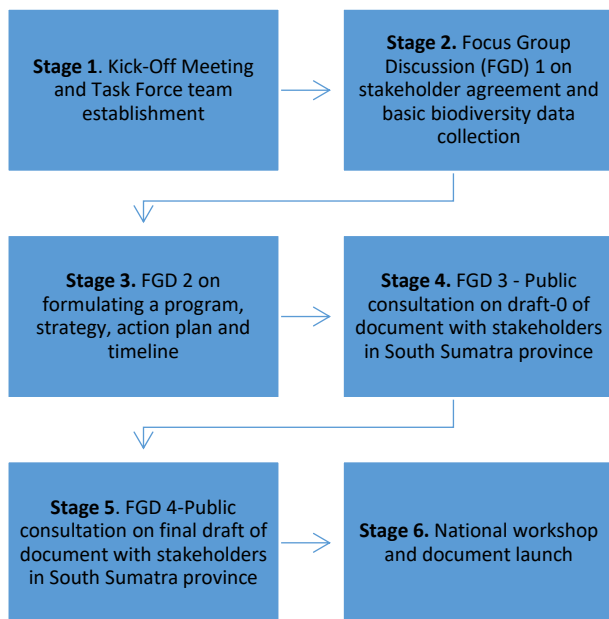 Stage 1. Kick-Off Meeting
and Task Force team
establishment
Stage 2. Focus Group
Discussion (FGD) 1 on
stakeholder agreement and
basic biodiversity data
collection
Stage 3. FGD 2 on
formulating a program,
strategy, action plan and
timeline
Stage 4. FGD 3 - Public
consultation on draft-0 of
document with stakeholders
in South Sumatra province
Stage 5. FGD 4-Public
consultation on final draft of
document with stakeholders
in South Sumatra province
Stage 6. National workshop
and document launch